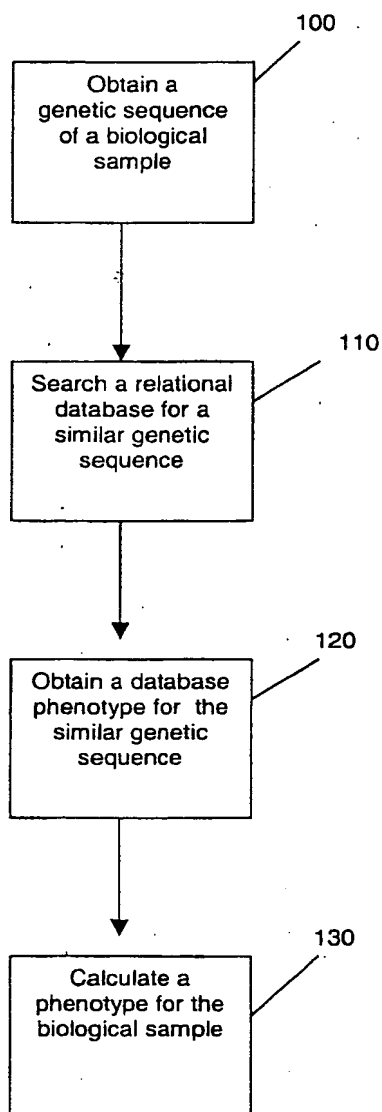 100
Obtain a
genetic sequence
of a biological
sample
110
Search a relational
database for a
similar genetic
sequence
120
Obtain a database
phenotype for the
similar genetic
sequence
130
Calculate a
phenotype for the
biological sample